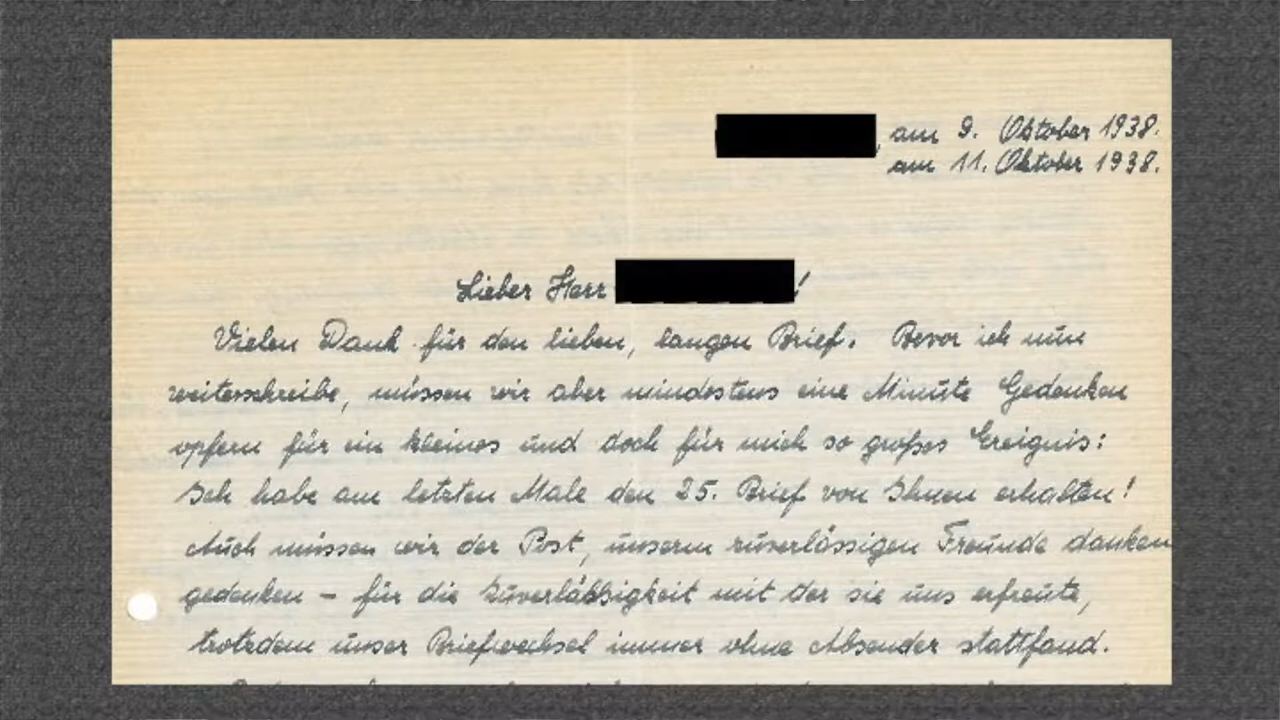 , am 9. Oktober 1938.
am 11. Oktober 1938.
Lieber Herr !
Vielen Dank für den lieben, langen Brief. Bevor ich nun
weiterschreibe, müssen wir aber mindestens eine Minute Gedenken
opfern für ein kleines und doch für mich so großes Ereignis:
Ich habe am letzten Male den 25. Brief von Ihnen erhalten!
Auch müssen wir der Post, unserm zuverlässigen Freunde danken
gedenken – für die Zuverläßsigkeit mit der sie uns erfreute,
trotzdem unser Briefwechsel immer ohne Absender stattfand.